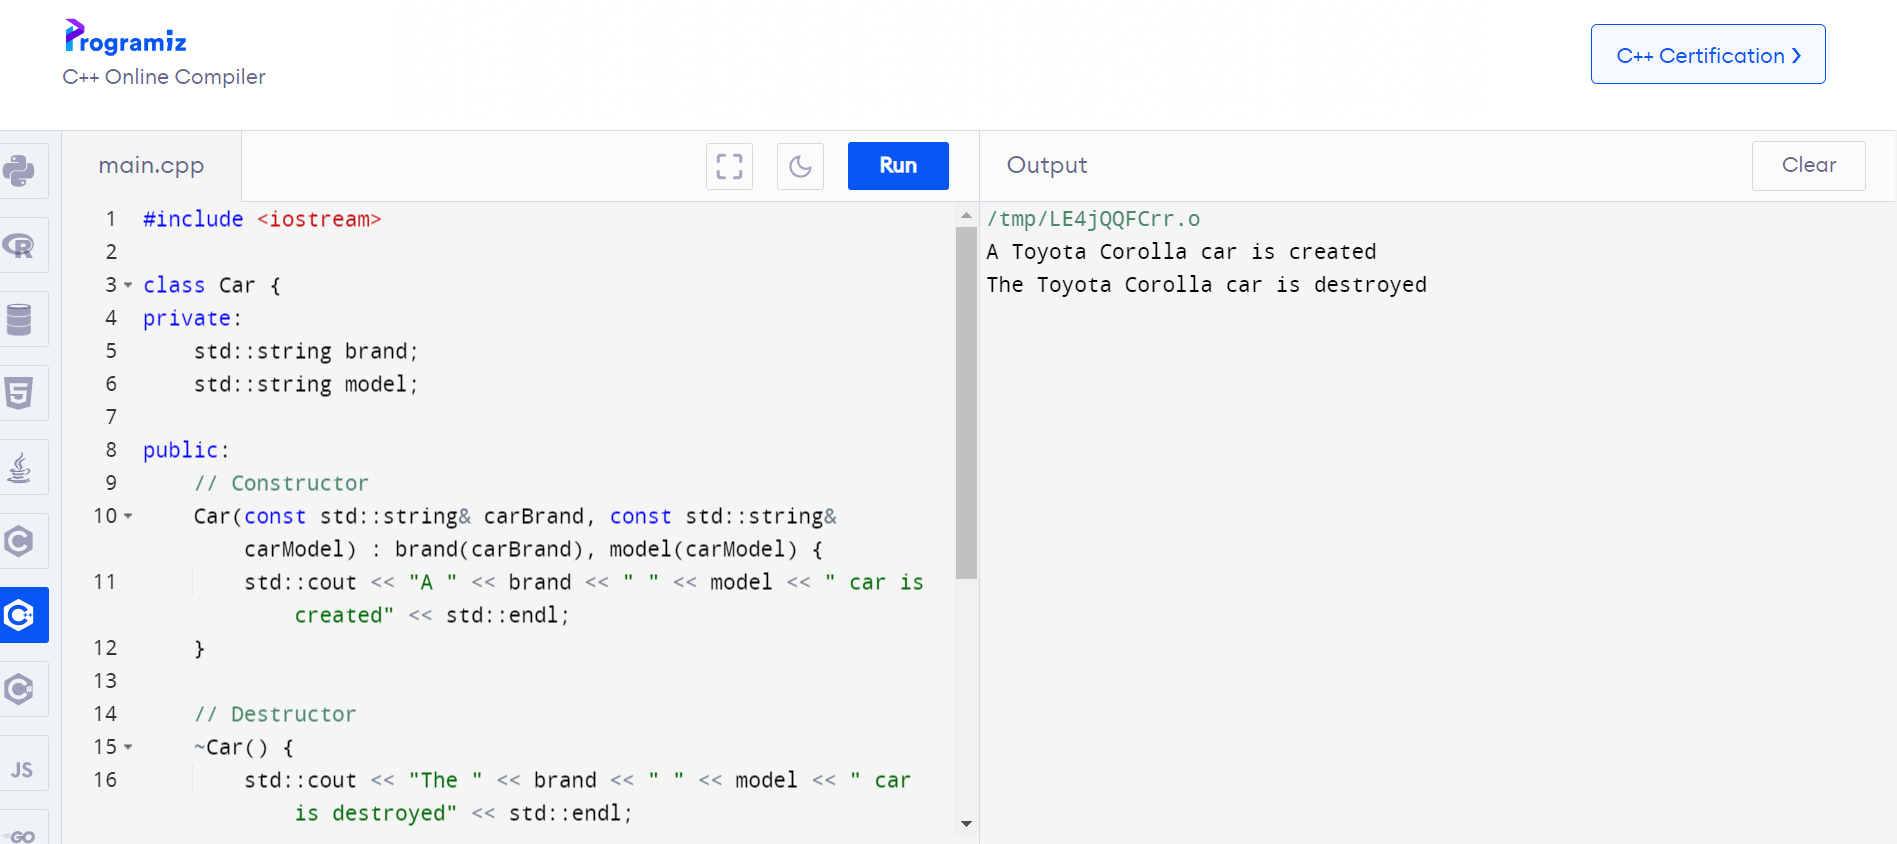 Programiz
C++ Online Compiler
C++ Certification ❯
main.cpp
Run
Output
Clear
1 #include <iostream>
2
3 class Car {
4 private:
5 std::string brand;
6 std::string model;
7
8 public:
9 // Constructor
10 Car(const std::string& carBrand, const std::string&
carModel) : brand(carBrand), model(carModel) {
11 std::cout << "A " << brand << " " << model << " car is
created" << std::endl;
12 }
13
14 // Destructor
15 ~Car() {
16 std::cout << "The " << brand << " " << model << " car
is destroyed" << std::endl;
/tmp/LE4jQQFCrr.o
A Toyota Corolla car is created
The Toyota Corolla car is destroyed
R
5
C
C++
C#
JS
GO